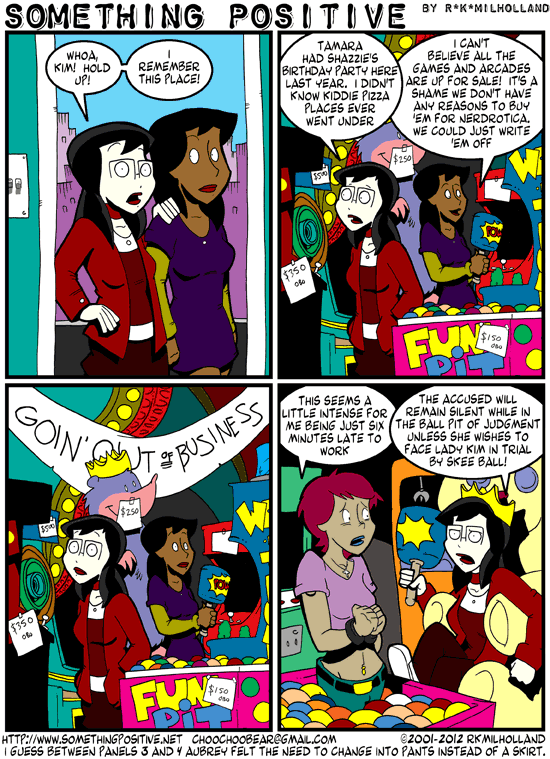 SOMETHING POSITIVE
BY R*K*MILHOLLAND
WHOA,
KIM! HOLD
UP!
I
REMEMBER
THIS PLACE!
TAMARA
HAD SHAZZIE'S
BIRTHDAY PARTY HERE
LAST YEAR. I DIDN'T
KNOW KIDDIE PIZZA
PLACES EVER
WENT UNDER
I CAN'T
BELIEVE ALL THE
GAMES AND ARCADES
ARE UP FOR SALE! IT'S A
SHAME WE DON'T HAVE
ANY REASONS TO BUY
'EM FOR NERDROTICA.
WE COULD JUST WRITE
'EM OFF
$500
$250
$350
OBO
FUN
PIT
$150
OBO
GOIN' OUT OF BUSINESS
$500
$250
$350
OBO
FUN
PIT
$150
OBO
THIS SEEMS A
LITTLE INTENSE FOR
ME BEING JUST SIX
MINUTES LATE TO
WORK
THE ACCUSED WILL
REMAIN SILENT WHILE IN
THE BALL PIT OF JUDGMENT
UNLESS SHE WISHES TO
FACE LADY KIM IN TRIAL
BY SKEE BALL!
HTTP://WWW.SOMETHINGPOSITIVE.NET CHOOCHOOBEAR@GMAIL.COM ©2001-2012 RKMILHOLLAND
I GUESS BETWEEN PANELS 3 AND 4 AUBREY FELT THE NEED TO CHANGE INTO PANTS INSTEAD OF A SKIRT.